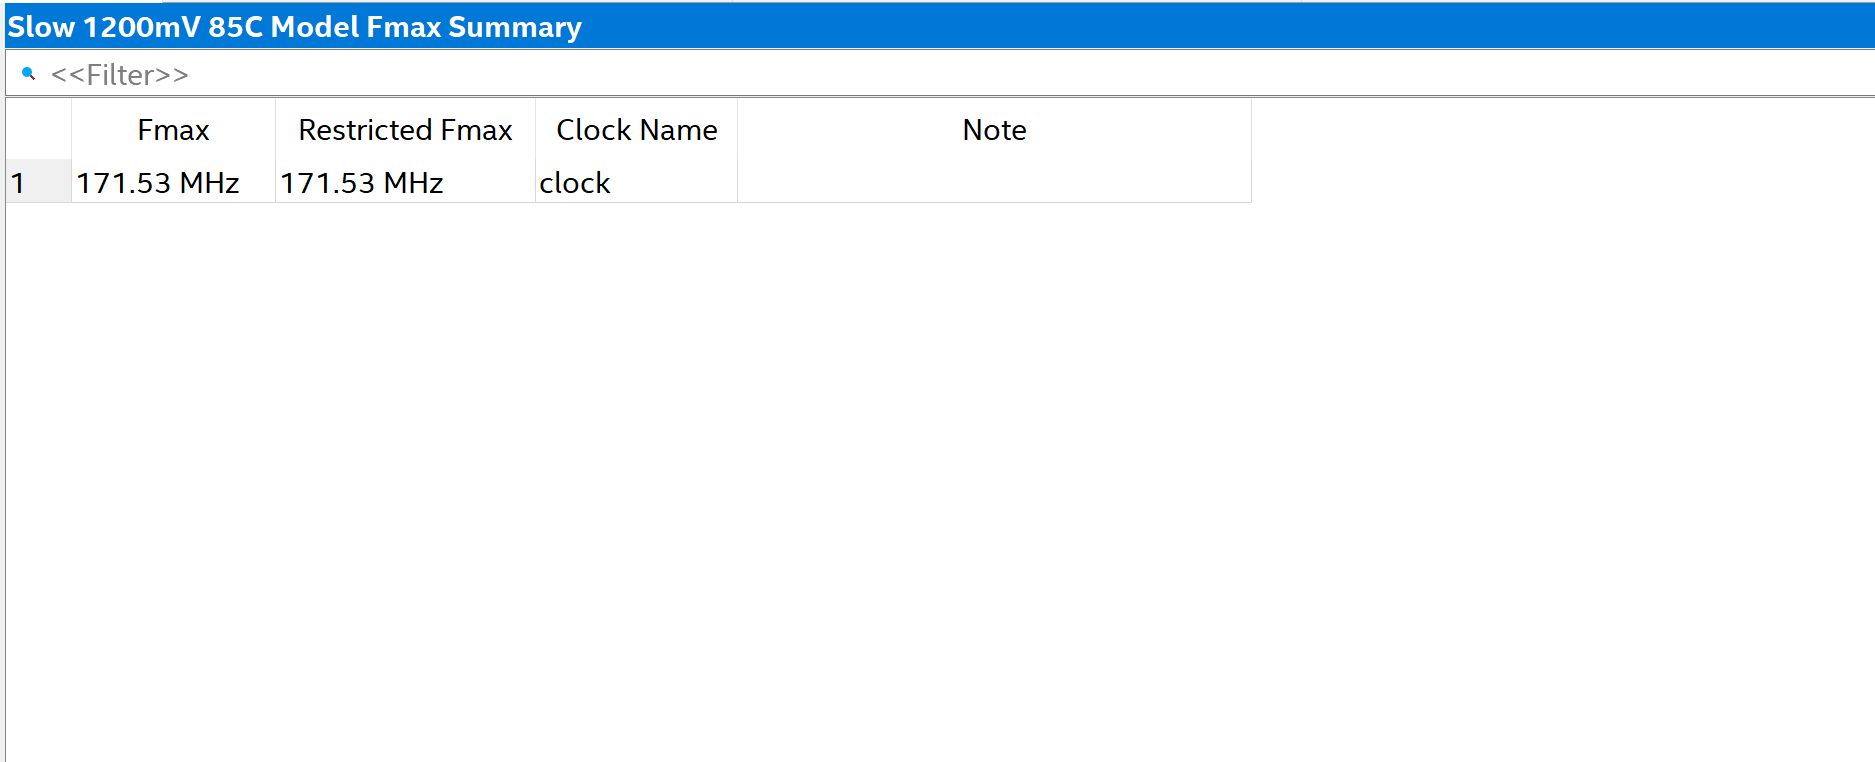 Slow 1200mV 85C Model Fmax Summary
<<Filter>>
Fmax Restricted Fmax Clock Name Note
1 171.53 MHz 171.53 MHz clock